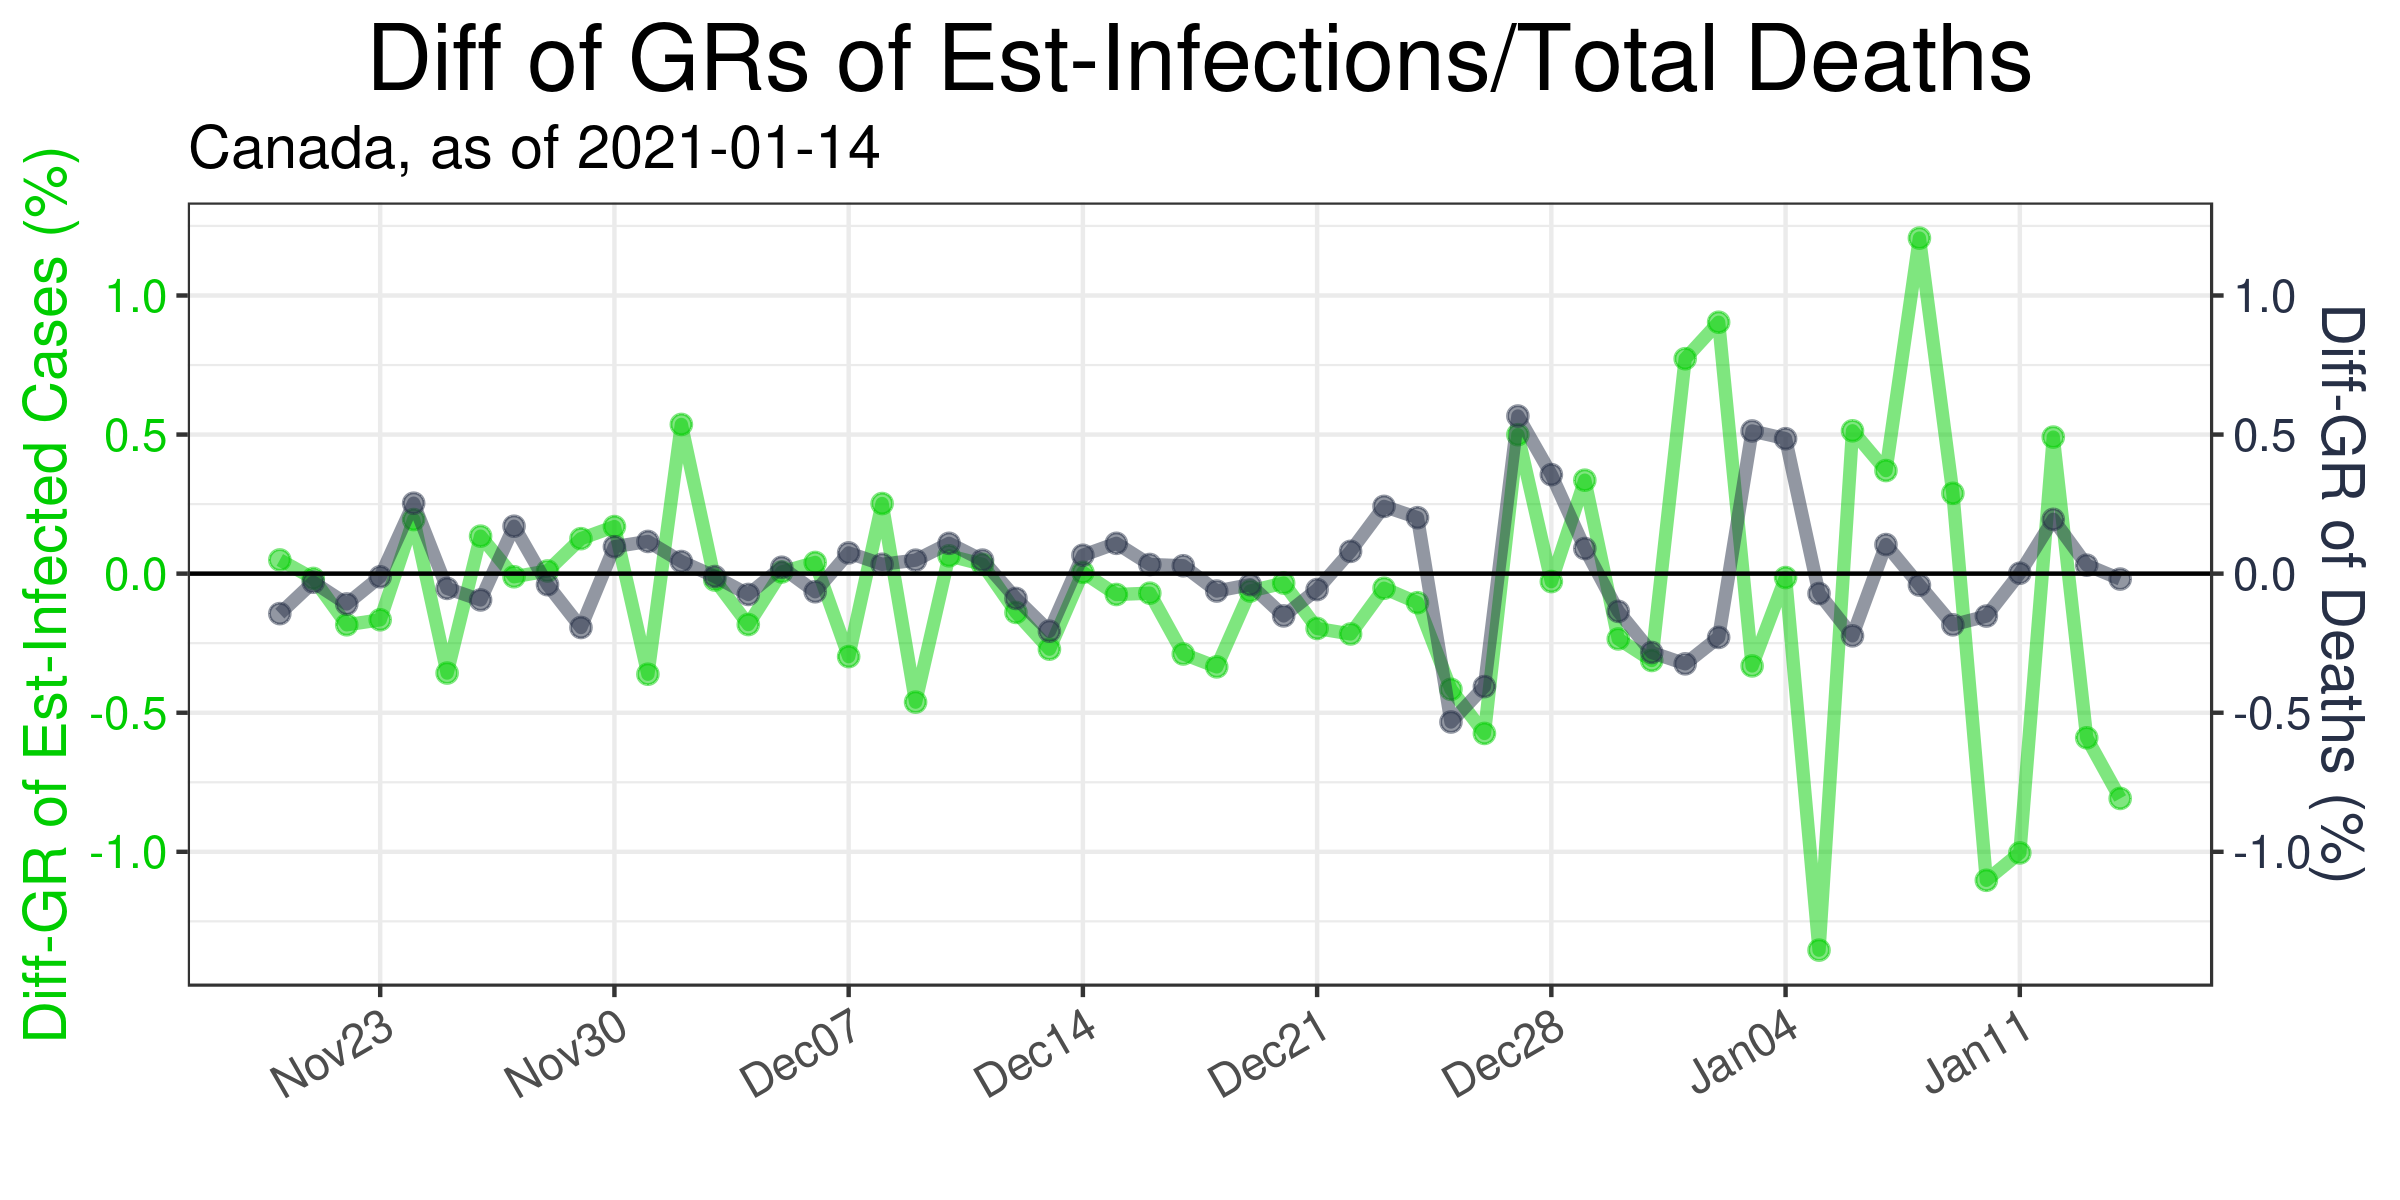 Diff of GRs of Est-Infections/Total Deaths
Canada, as of 2021-01-14
Diff-GR of Est-Infected Cases (%)
1.0
0.5
0.0
-0.5
-1.0
1.0
0.5
0.0
-0.5
-1.0
Diff-GR of Deaths (%)
Nov23
Nov30
Dec07
Dec14
Dec21
Dec28
Jan04
Jan11